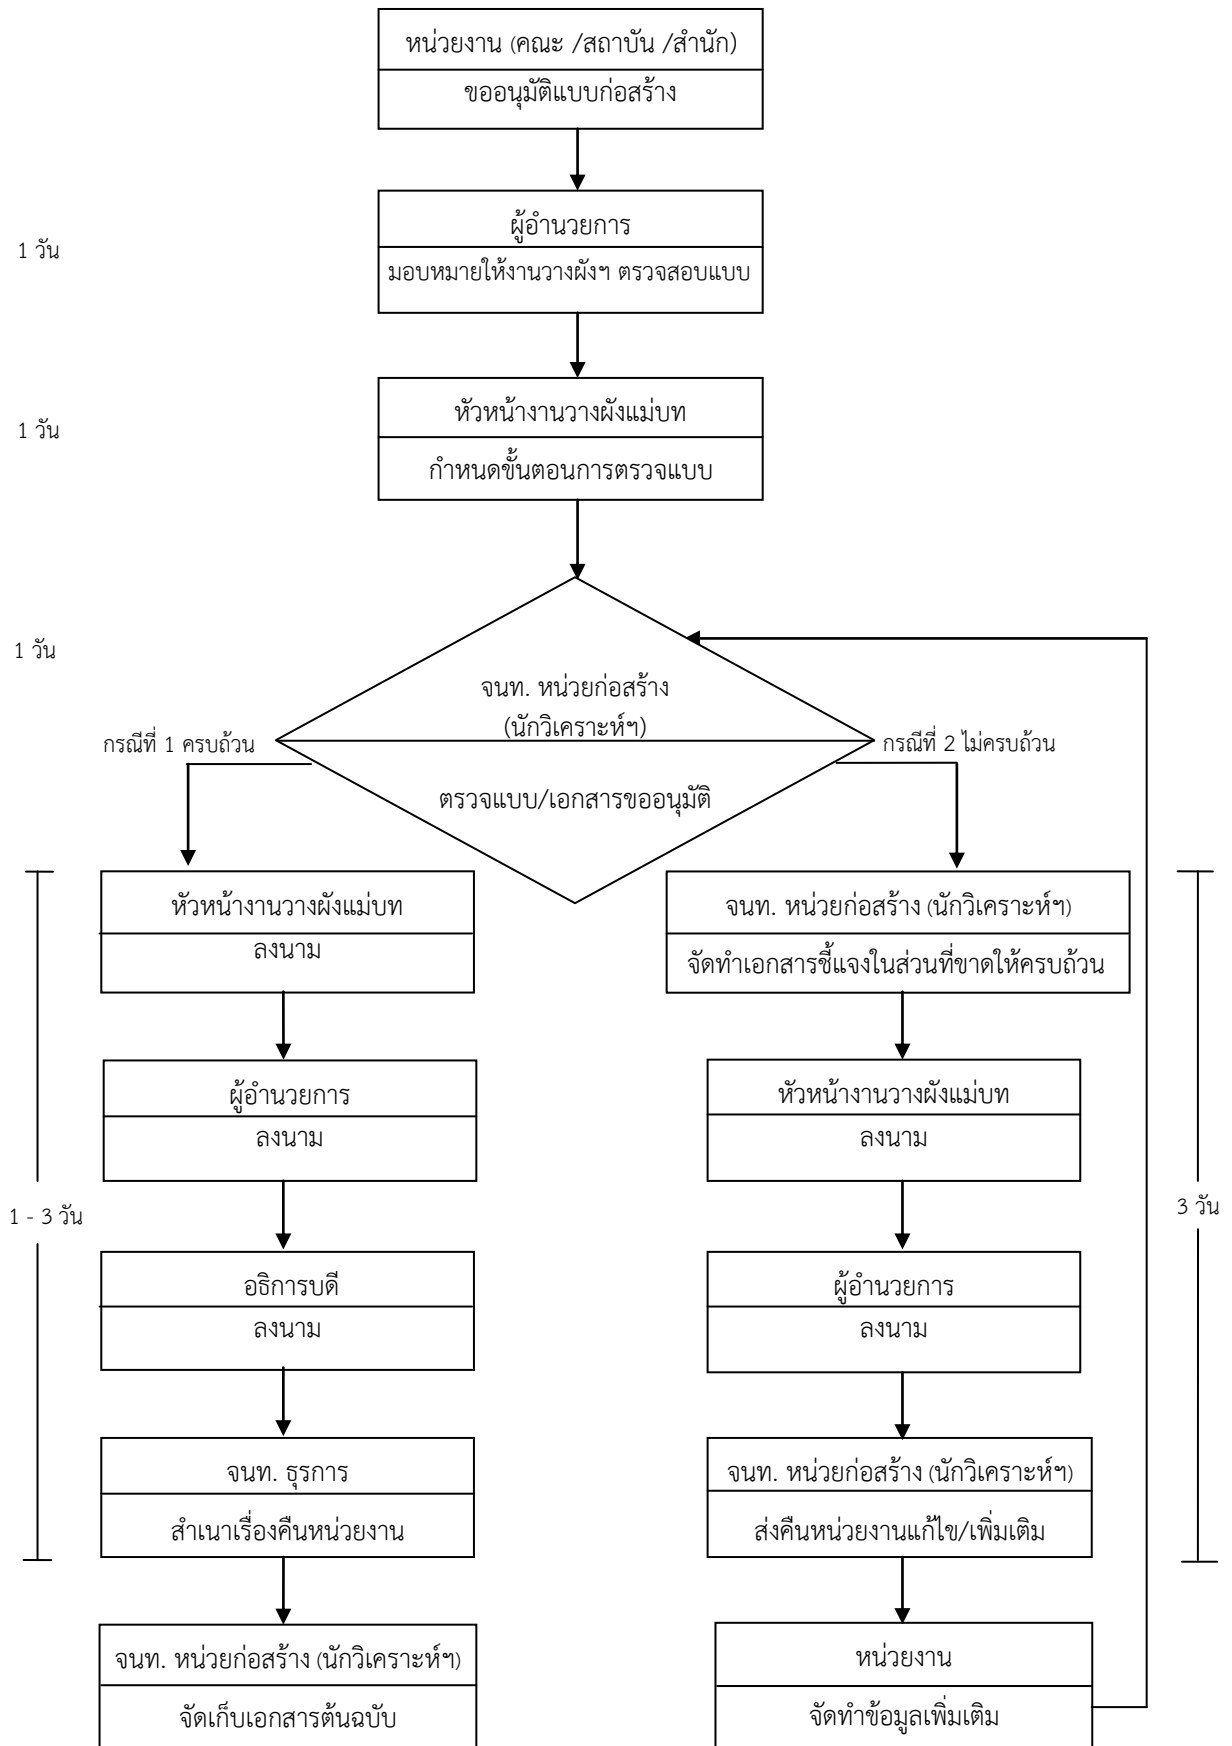 หน่วยงาน (คณะ /สถาบัน /สำนัก)
ขออนุมัติแบบก่อสร้าง
ผู้อำนวยการ
1 วัน
มอบหมายให้งานวางผังฯ ตรวจสอบแบบ
หัวหน้างานวางผังแม่บท
1 วัน
กำหนดขั้นตอนการตรวจแบบ
1 วัน
จนท. หน่วยก่อสร้าง
(นักวิเคราะห์ฯ)
กรณีที่ 1 ครบถ้วน
กรณีที่ 2 ไม่ครบถ้วน
ตรวจแบบ/เอกสารขออนุมัติ
หัวหน้างานวางผังแม่บท
ลงนาม
ผู้อำนวยการ
ลงนาม
1 - 3 วัน
อธิการบดี
ลงนาม
จนท. ธุรการ
สำเนาเรื่องคืนหน่วยงาน
จนท. หน่วยก่อสร้าง (นักวิเคราะห์ฯ)
จัดเก็บเอกสารต้นฉบับ
จนท. หน่วยก่อสร้าง (นักวิเคราะห์ฯ)
จัดทำเอกสารชี้แจงในส่วนที่ขาดให้ครบถ้วน
หัวหน้างานวางผังแม่บท
ลงนาม
3 วัน
ผู้อำนวยการ
ลงนาม
จนท. หน่วยก่อสร้าง (นักวิเคราะห์ฯ)
ส่งคืนหน่วยงานแก้ไข/เพิ่มเติม
หน่วยงาน
จัดทำข้อมูลเพิ่มเติม